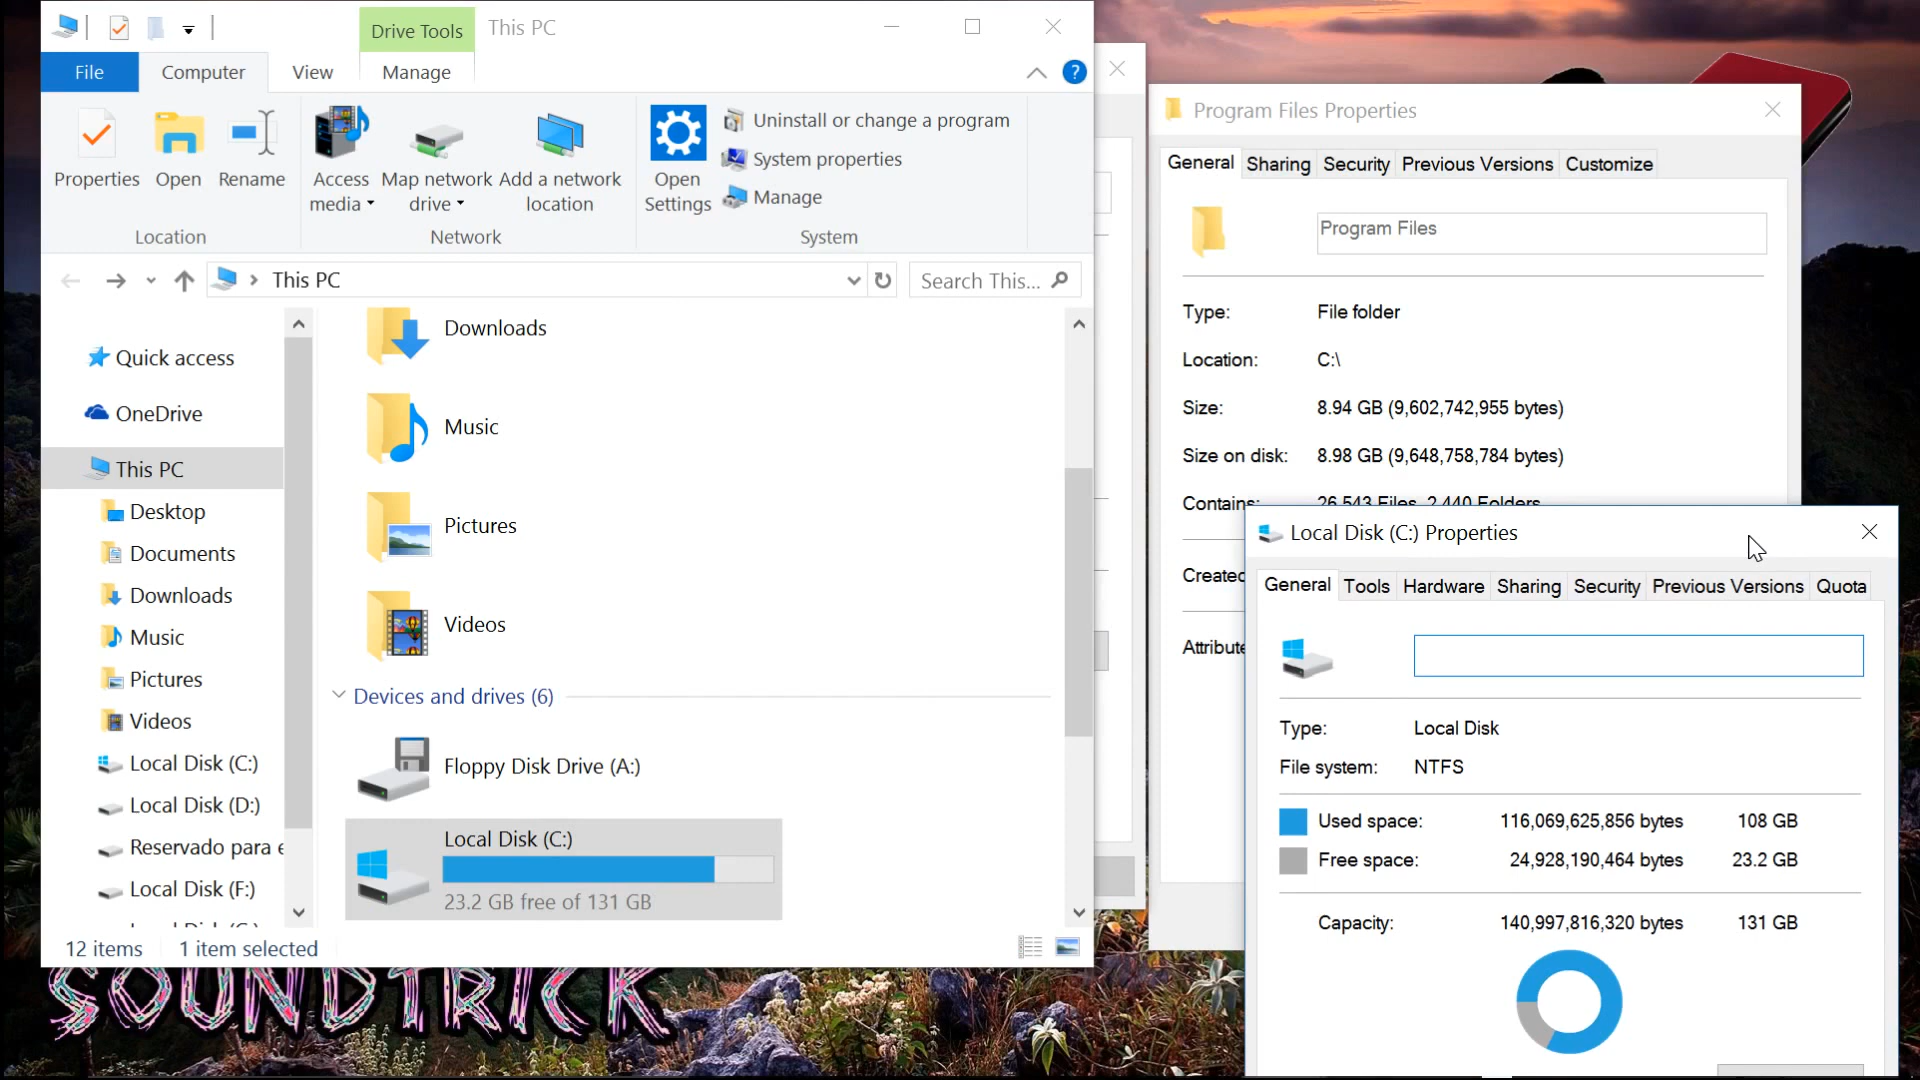 Drive Tools
This PC
File
Computer
View
Manage
Properties
Open
Rename
Access media
Map network drive
Add a network location
Open Settings
Uninstall or change a program
System properties
Manage
Location
Network
System
This PC
Search This...
Quick access
OneDrive
This PC
Desktop
Documents
Downloads
Music
Pictures
Videos
Local Disk (C:)
Local Disk (D:)
Reservado para e
Local Disk (F:)
Downloads
Music
Pictures
Videos
Devices and drives (6)
Floppy Disk Drive (A:)
Local Disk (C:)
23.2 GB free of 131 GB
12 items
1 item selected
SOUNDTRICK
Program Files Properties
General
Sharing
Security
Previous Versions
Customize
Program Files
Type: File folder
Location: C:\
Size: 8.94 GB (9,602,742,955 bytes)
Size on disk: 8.98 GB (9,648,758,784 bytes)
Contains: 26,543 Files, 2,440 Folders
Created
Attribute
Local Disk (C:) Properties
General
Tools
Hardware
Sharing
Security
Previous Versions
Quota
Type: Local Disk
File system: NTFS
Used space: 116,069,625,856 bytes 108 GB
Free space: 24,928,190,464 bytes 23.2 GB
Capacity: 140,997,816,320 bytes 131 GB